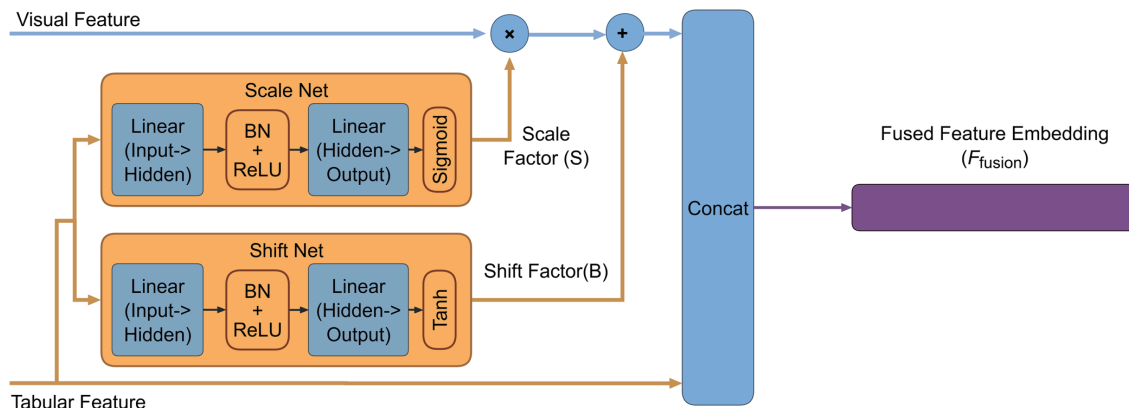 Visual Feature
×
+
Scale Net
Linear
(Input->
Hidden)
BN
+
ReLU
Linear
(Hidden->
Output)
Sigmoid
Scale
Factor (S)
Shift Net
Linear
(Input->
Hidden)
BN
+
ReLU
Linear
(Hidden->
Output)
Tanh
Shift Factor(B)
Concat
Fused Feature Embedding
(Ffusion)
Tabular Feature